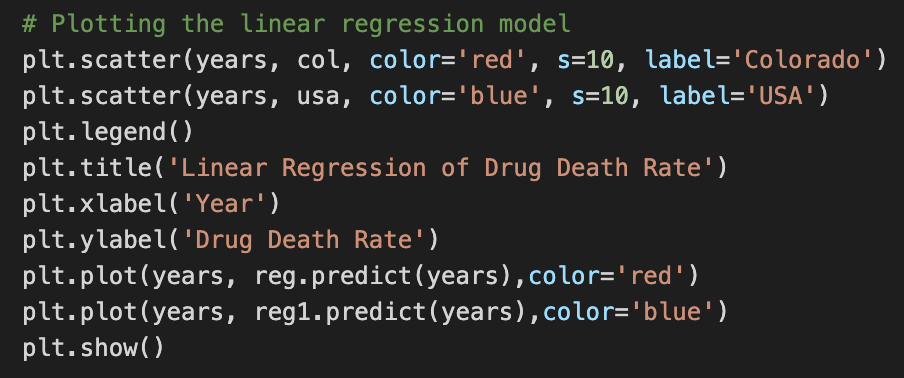 # Plotting the linear regression model
plt.scatter(years, col, color='red', s=10, label='Colorado')
plt.scatter(years, usa, color='blue', s=10, label='USA')
plt.legend()
plt.title('Linear Regression of Drug Death Rate')
plt.xlabel('Year')
plt.ylabel('Drug Death Rate')
plt.plot(years, reg.predict(years),color='red')
plt.plot(years, reg1.predict(years),color='blue')
plt.show()